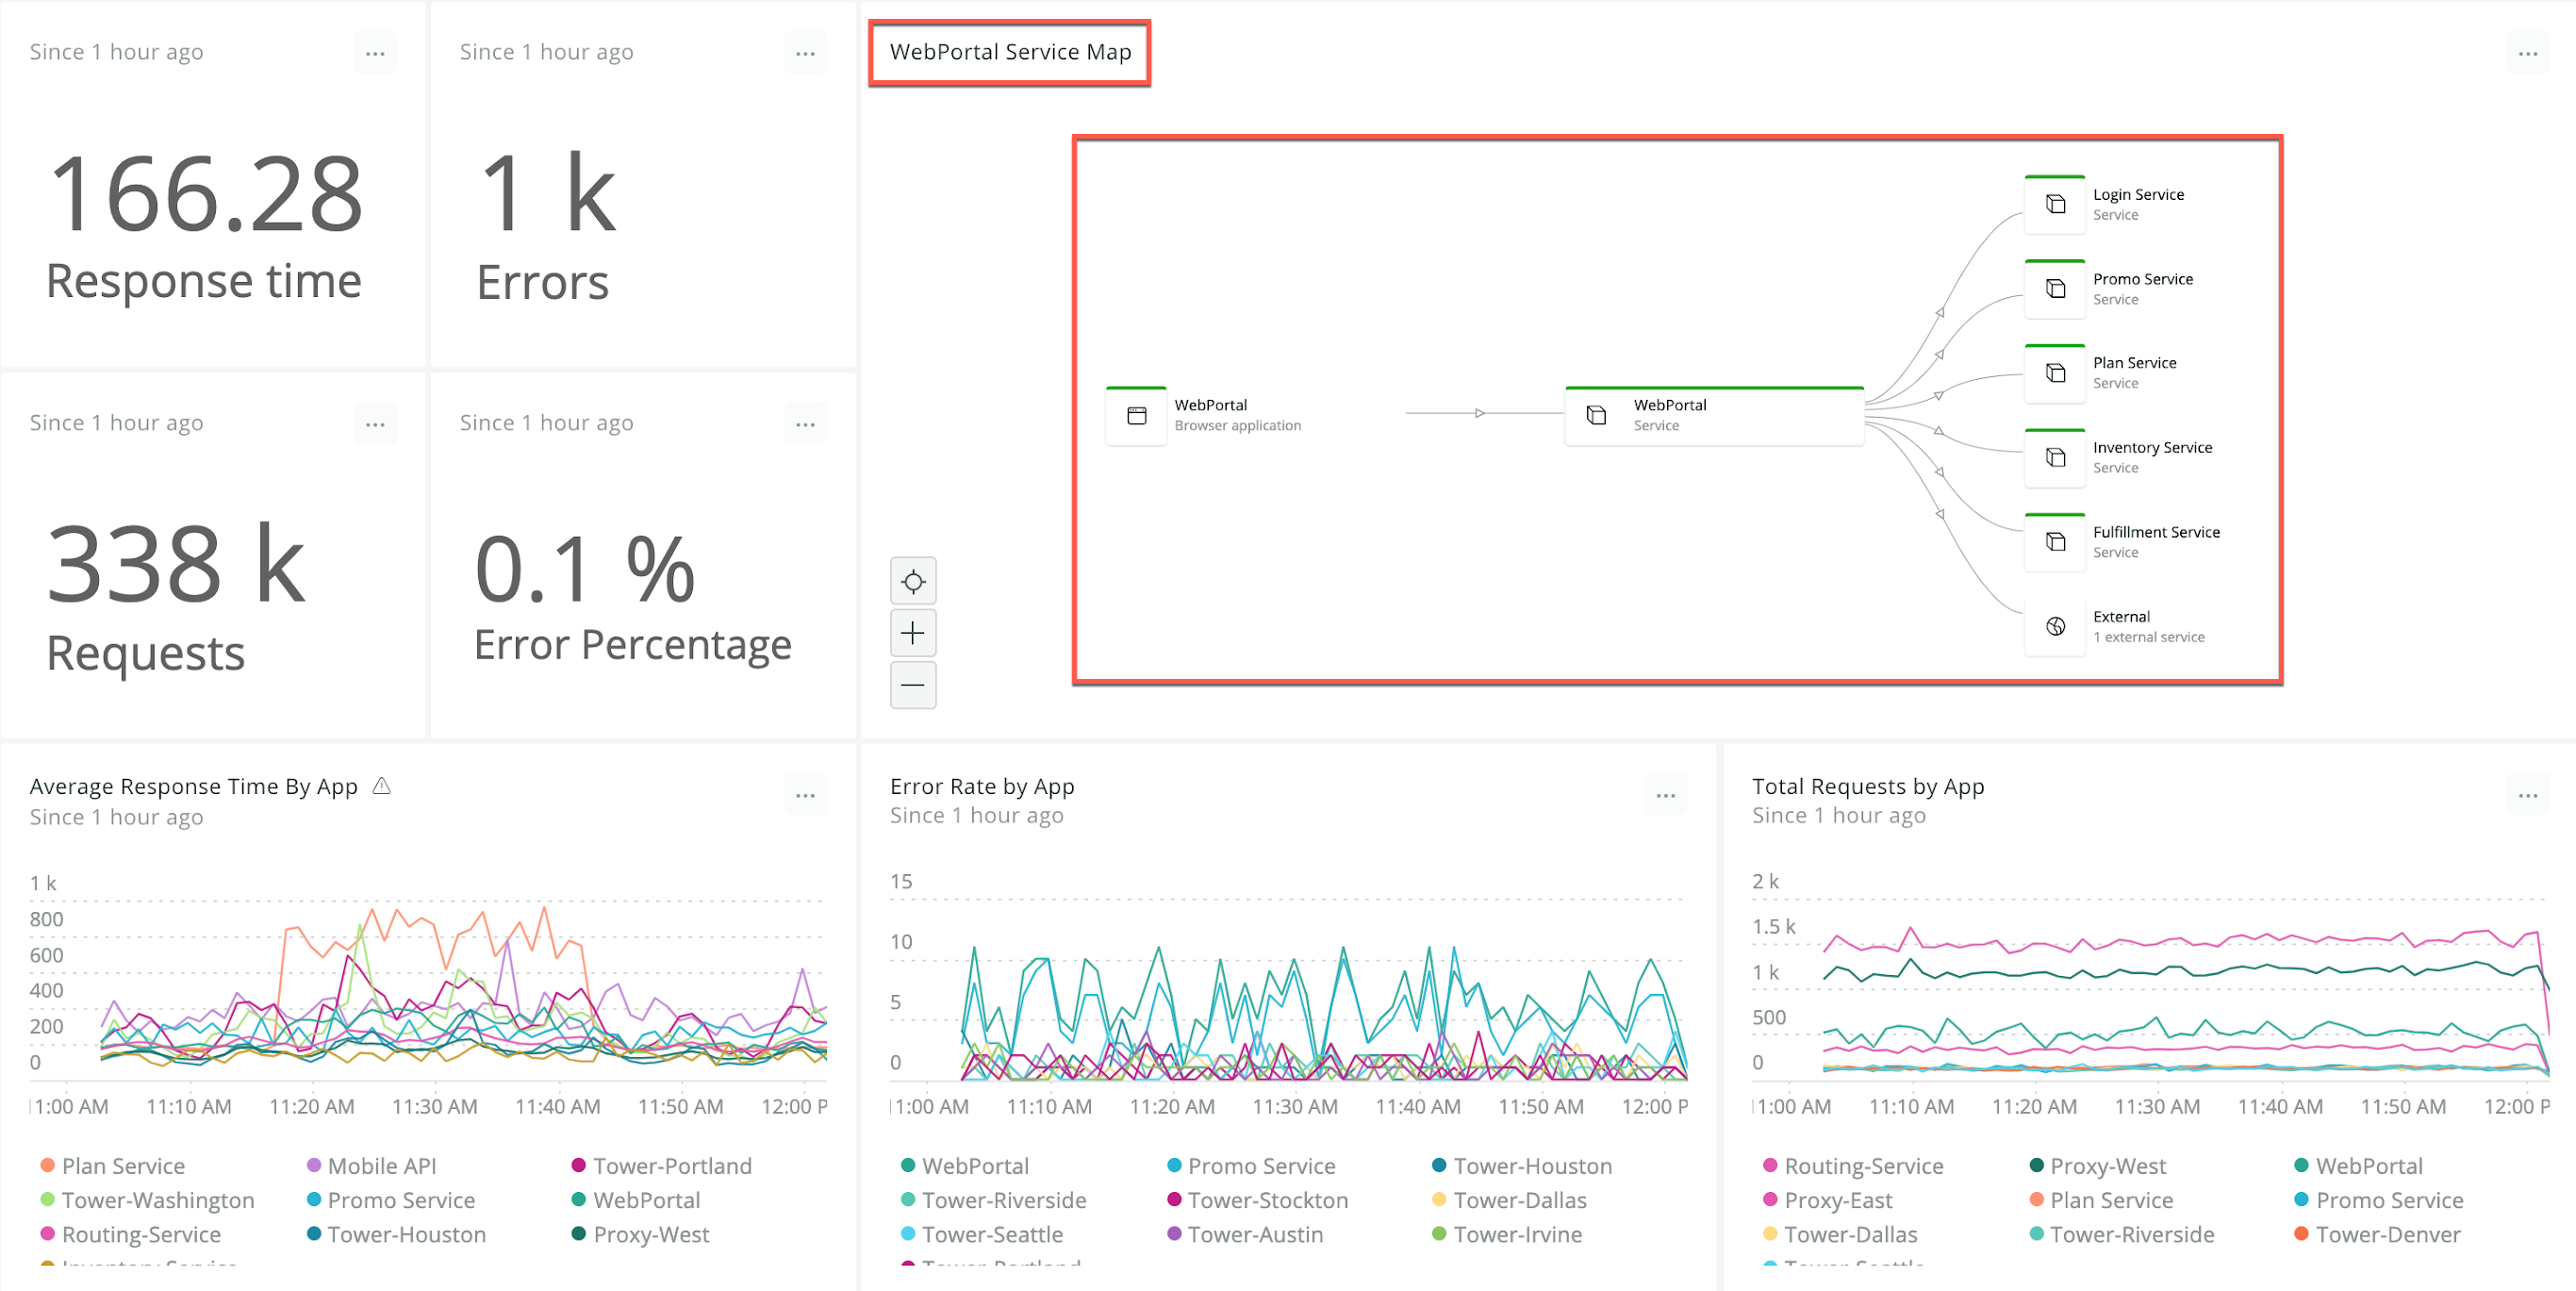 Since 1 hour ago
...
166.28
Response time
Since 1 hour ago
...
1 k
Errors
Since 1 hour ago
...
338 k
Requests
Since 1 hour ago
...
0.1 %
Error Percentage
WebPortal Service Map
...
WebPortal
Browser application
WebPortal
Service
Login Service
Service
Promo Service
Service
Plan Service
Service
Inventory Service
Service
Fulfillment Service
Service
External
1 external service
Average Response Time By App
Since 1 hour ago
...
1 k
800
600
400
200
0
11:00 AM 11:10 AM 11:20 AM 11:30 AM 11:40 AM 11:50 AM 12:00 P
Plan Service Mobile API Tower-Portland
Tower-Washington Promo Service WebPortal
Routing-Service Tower-Houston Proxy-West
Inventory Service
Error Rate by App
Since 1 hour ago
...
15
10
5
0
11:00 AM 11:10 AM 11:20 AM 11:30 AM 11:40 AM 11:50 AM 12:00 P
WebPortal Promo Service Tower-Houston
Tower-Riverside Tower-Stockton Tower-Dallas
Tower-Seattle Tower-Austin Tower-Irvine
Tower-Portland
Total Requests by App
Since 1 hour ago
...
2 k
1.5 k
1 k
500
0
11:00 AM 11:10 AM 11:20 AM 11:30 AM 11:40 AM 11:50 AM 12:00 P
Routing-Service Proxy-West WebPortal
Proxy-East Plan Service Promo Service
Tower-Dallas Tower-Riverside Tower-Denver
Tower-Seattle